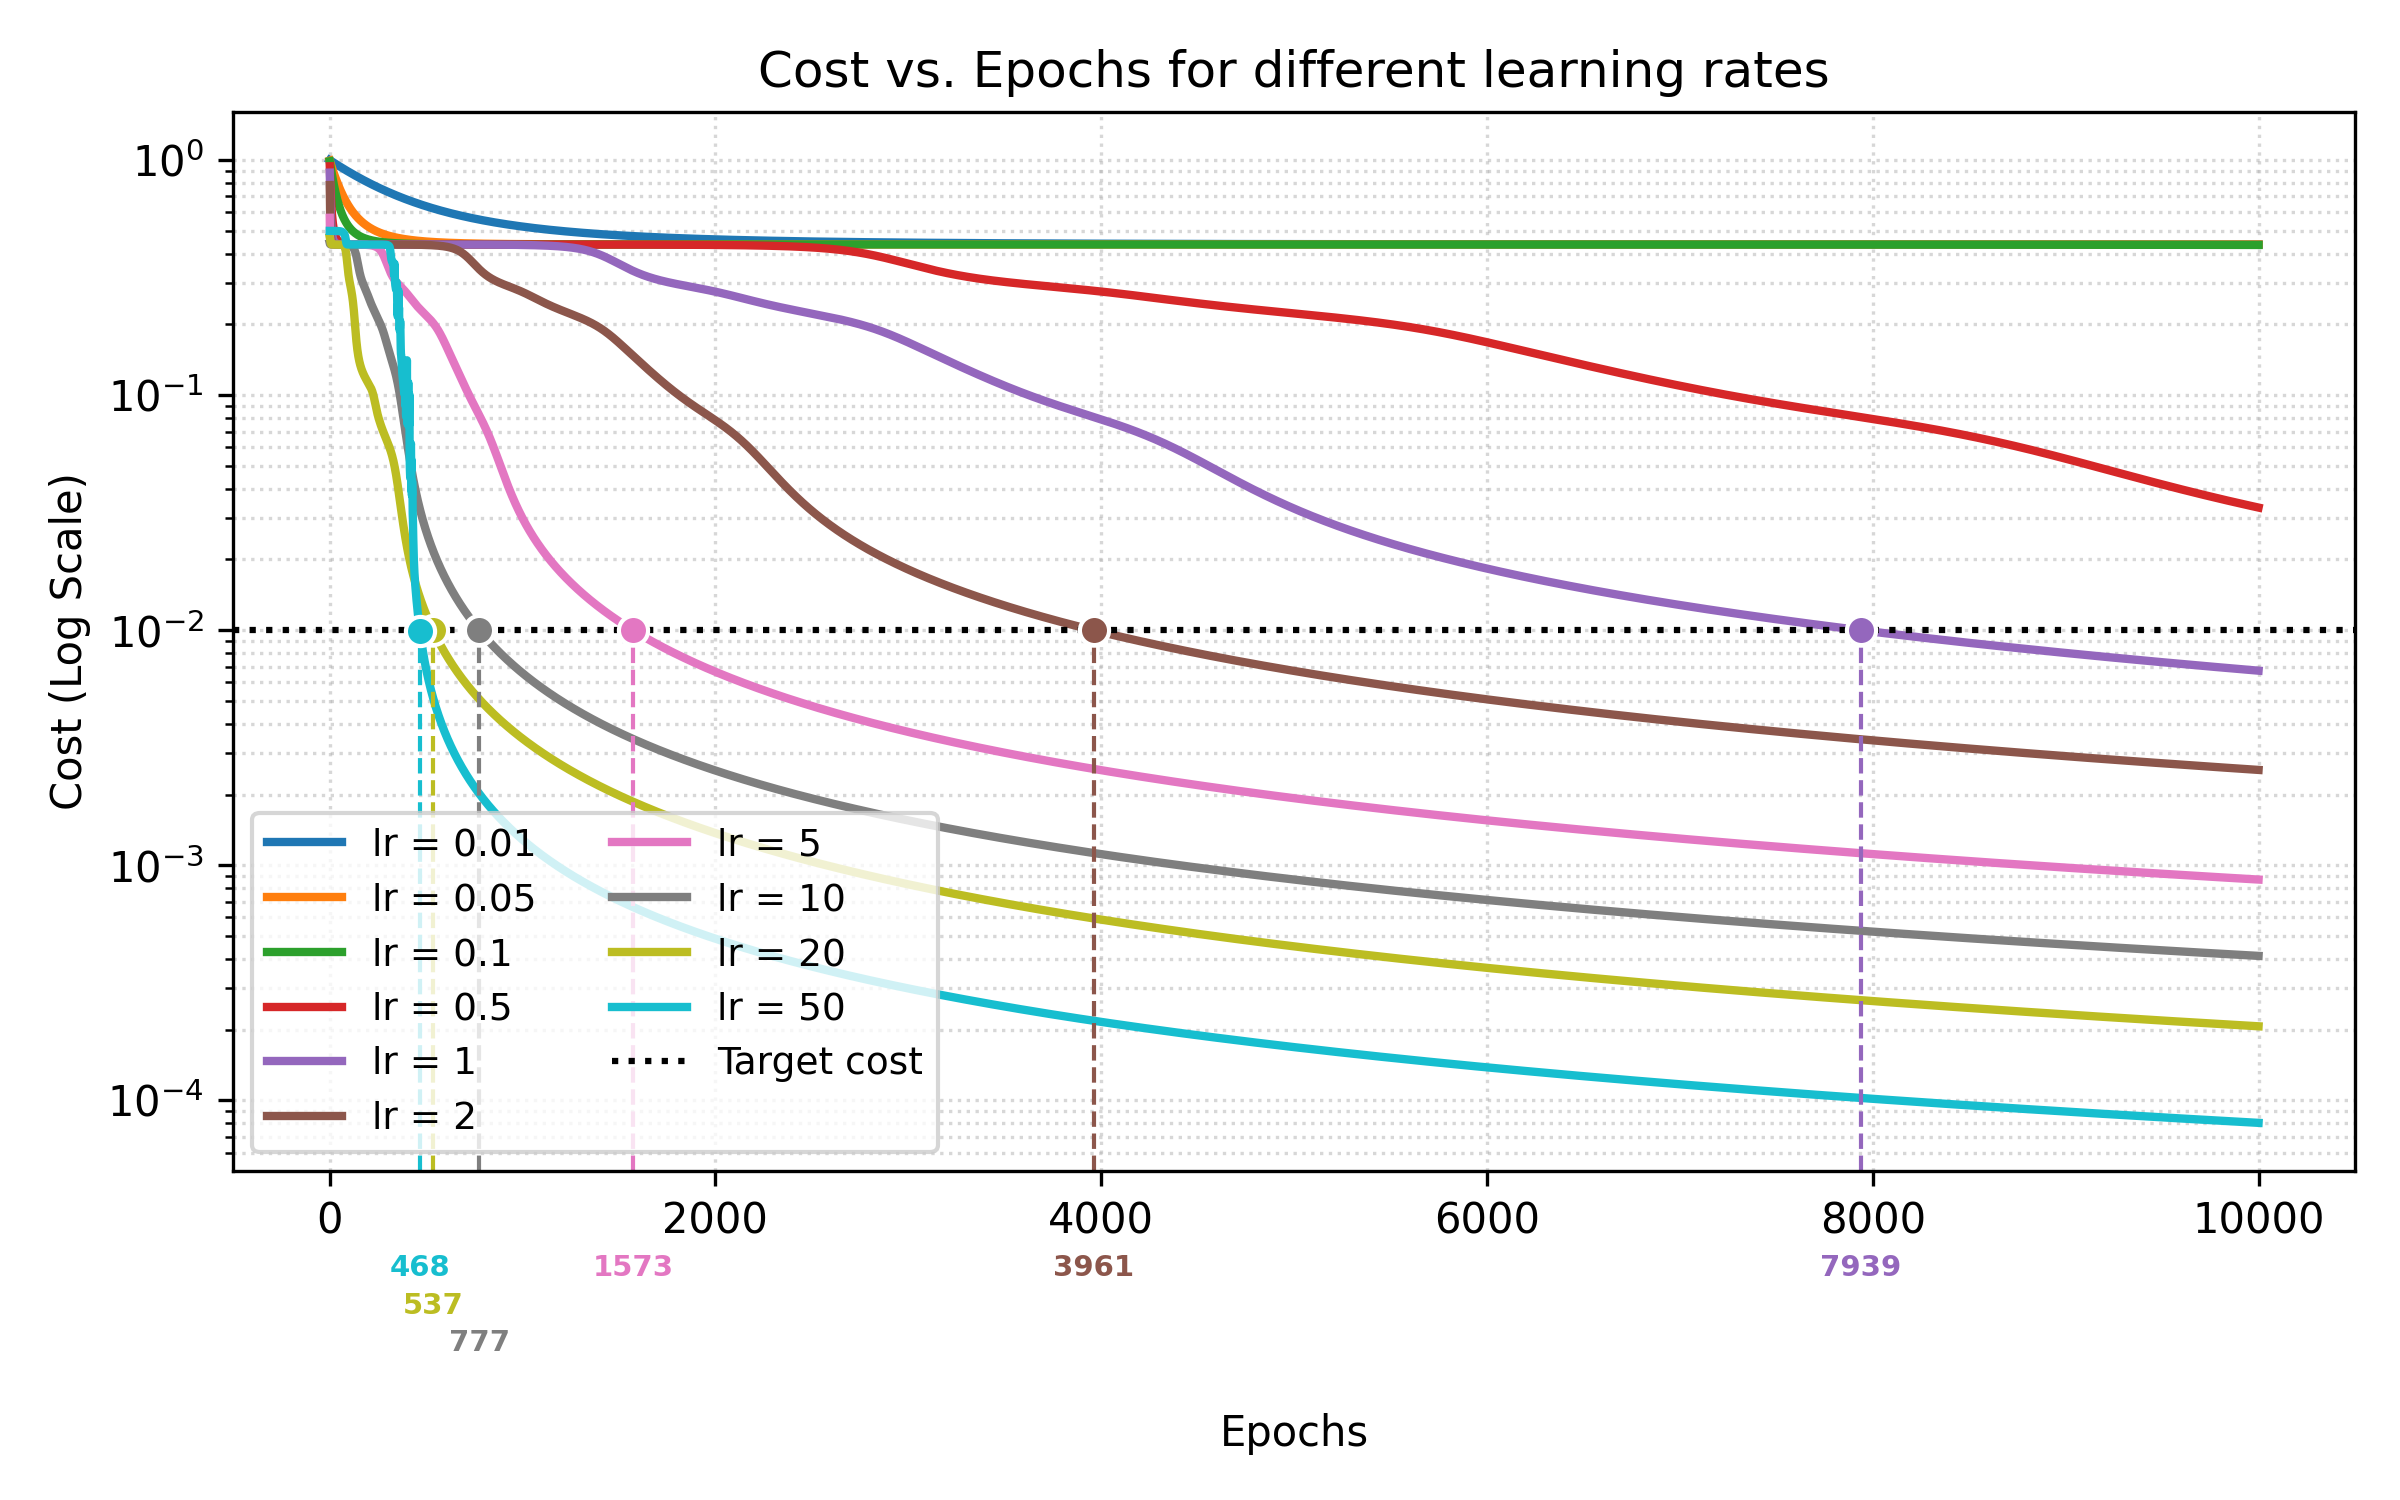 Cost vs. Epochs for different learning rates
Cost (Log Scale)
10⁰
10⁻¹
10⁻²
10⁻³
10⁻⁴
lr = 0.01
lr = 0.05
lr = 0.1
lr = 0.5
lr = 1
lr = 2
lr = 5
lr = 10
lr = 20
lr = 50
Target cost
0 2000 4000 6000 8000 10000
468 1573 3961 7939
537
777
Epochs